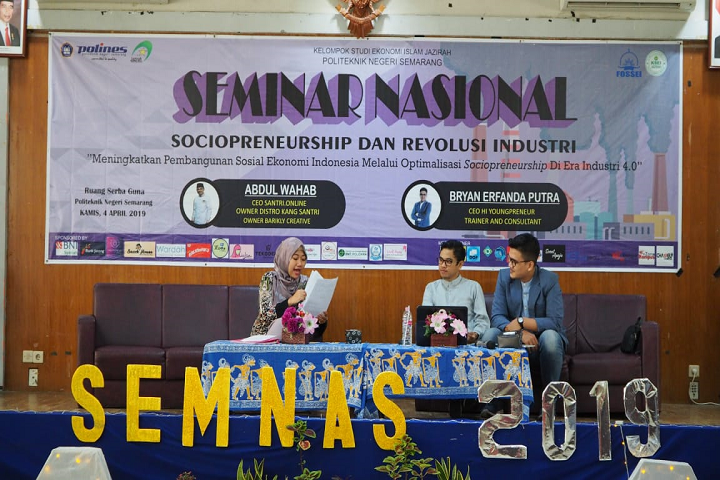 polines
KELOMPOK STUDI EKONOMI ISLAM JAZIRAH
POLITEKNIK NEGERI SEMARANG
FOSSEI
SEMINAR NASIONAL
SOCIOPRENEURSHIP DAN REVOLUSI INDUSTRI
"Meningkatkan Pembangunan Sosial Ekonomi Indonesia Melalui Optimalisasi Sociopreneurship Di Era Industri 4.0"
Ruang Serba Guna
Politeknik Negeri Semarang
KAMIS, 4 APRIL 2019
ABDUL WAHAB
CEO SANTRI.ONLINE
OWNER DISTRO KANG SANTRI
OWNER BARIKLY CREATIVE
BRYAN ERFANDA PUTRA
CEO HI YOUNGPRENEUR
TRAINER AND CONSULTANT
SPONSORED BY
BNI
SEMNAS 2019